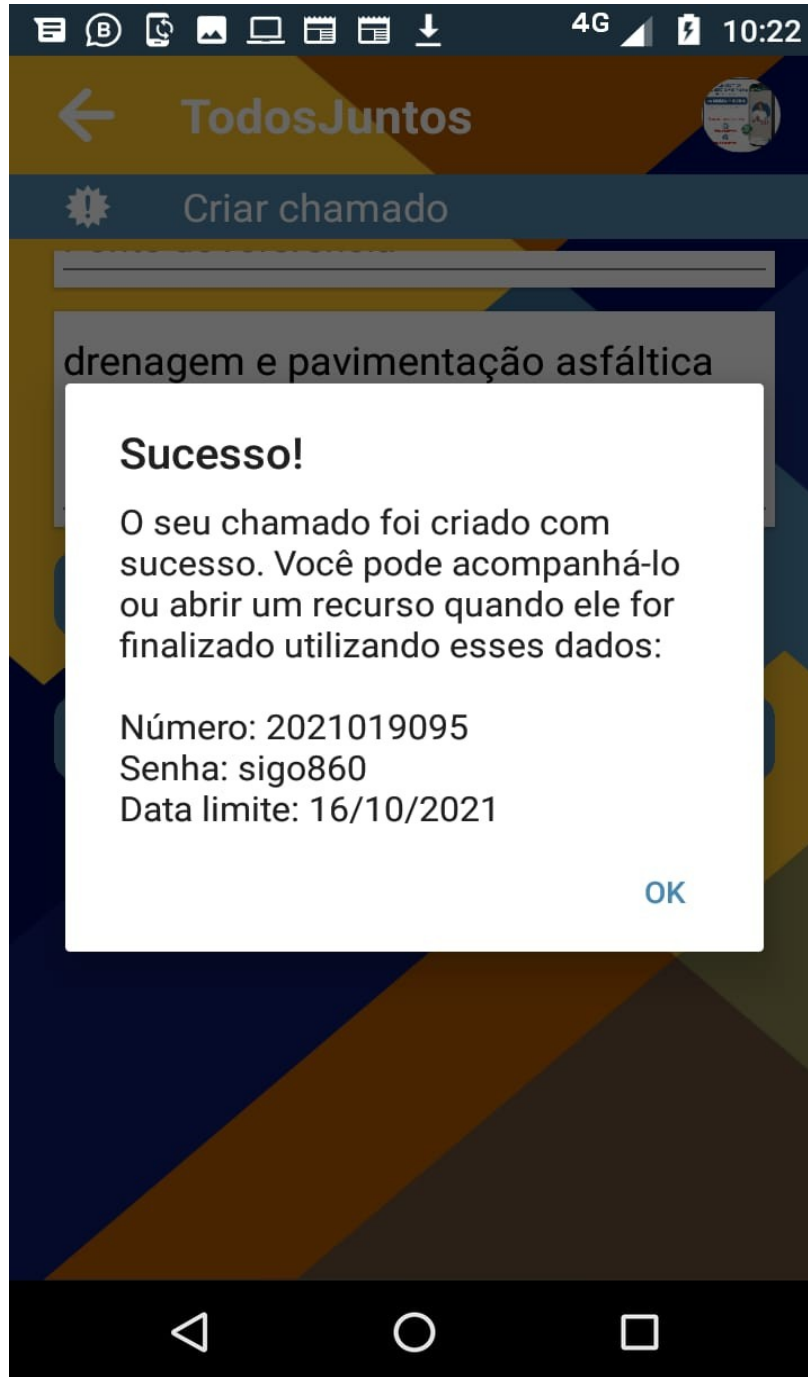 4G 10:22
TodosJuntos
Criar chamado
drenagem e pavimentação asfáltica
Sucesso!
O seu chamado foi criado com
sucesso. Você pode acompanhá-lo
ou abrir um recurso quando ele for
finalizado utilizando esses dados:
Número: 2021019095
Senha: sigo860
Data limite: 16/10/2021
OK